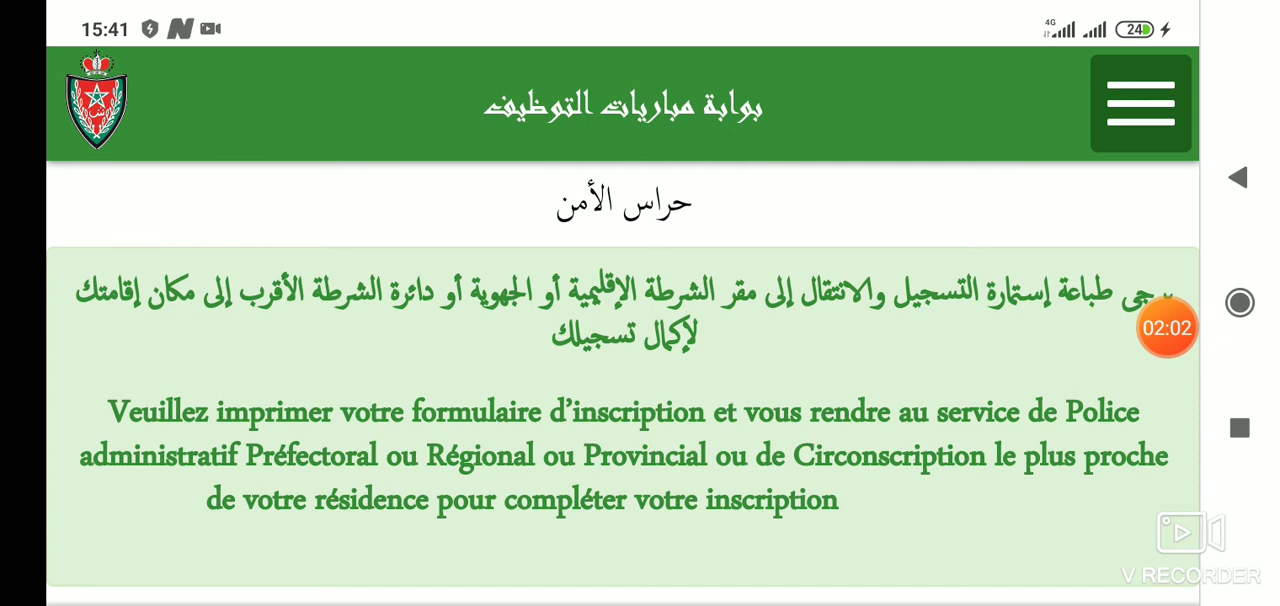 15:41
4G
24
بوابة مباريات التوظيف
حراس الأمن
يرجى طباعة إستمارة التسجيل والانتقال إلى مقر الشرطة الإقليمية أو الجهوية أو دائرة الشرطة الأقرب إلى مكان إقامتك
لإكمال تسجيلك
02:02
Veuillez imprimer votre formulaire d’inscription et vous rendre au service de Police
administratif Préfectoral ou Régional ou Provincial ou de Circonscription le plus proche
de votre résidence pour compléter votre inscription
V RECORDER